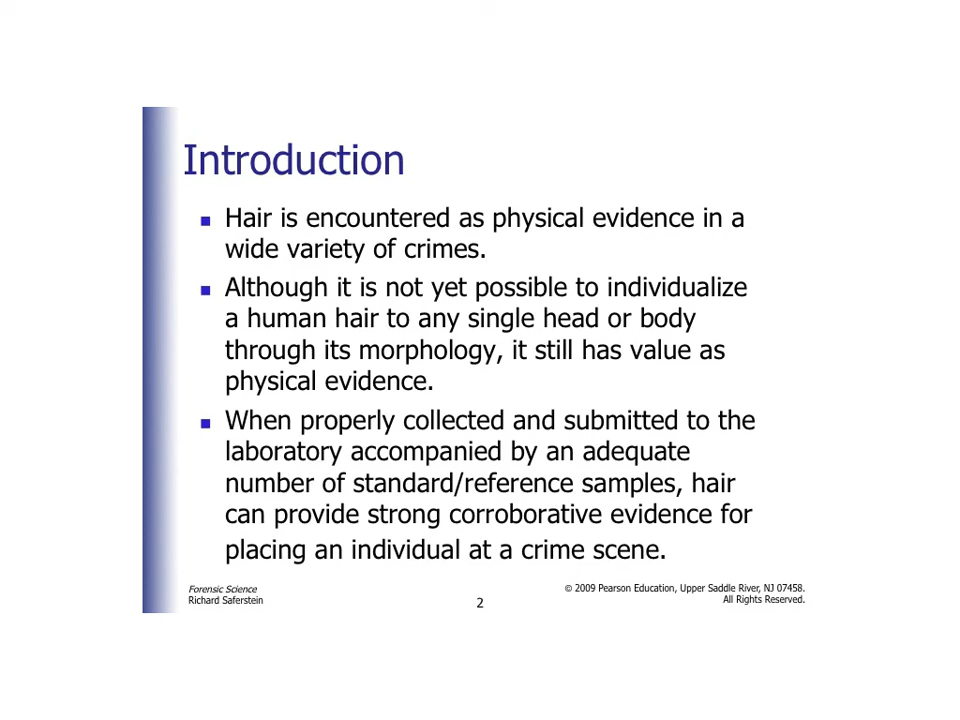 Introduction
Hair is encountered as physical evidence in a
wide variety of crimes.
Although it is not yet possible to individualize
a human hair to any single head or body
through its morphology, it still has value as
physical evidence.
When properly collected and submitted to the
laboratory accompanied by an adequate
number of standard/reference samples, hair
can provide strong corroborative evidence for
placing an individual at a crime scene.
Forensic Science
Richard Saferstein
2
© 2009 Pearson Education, Upper Saddle River, NJ 07458.
All Rights Reserved.